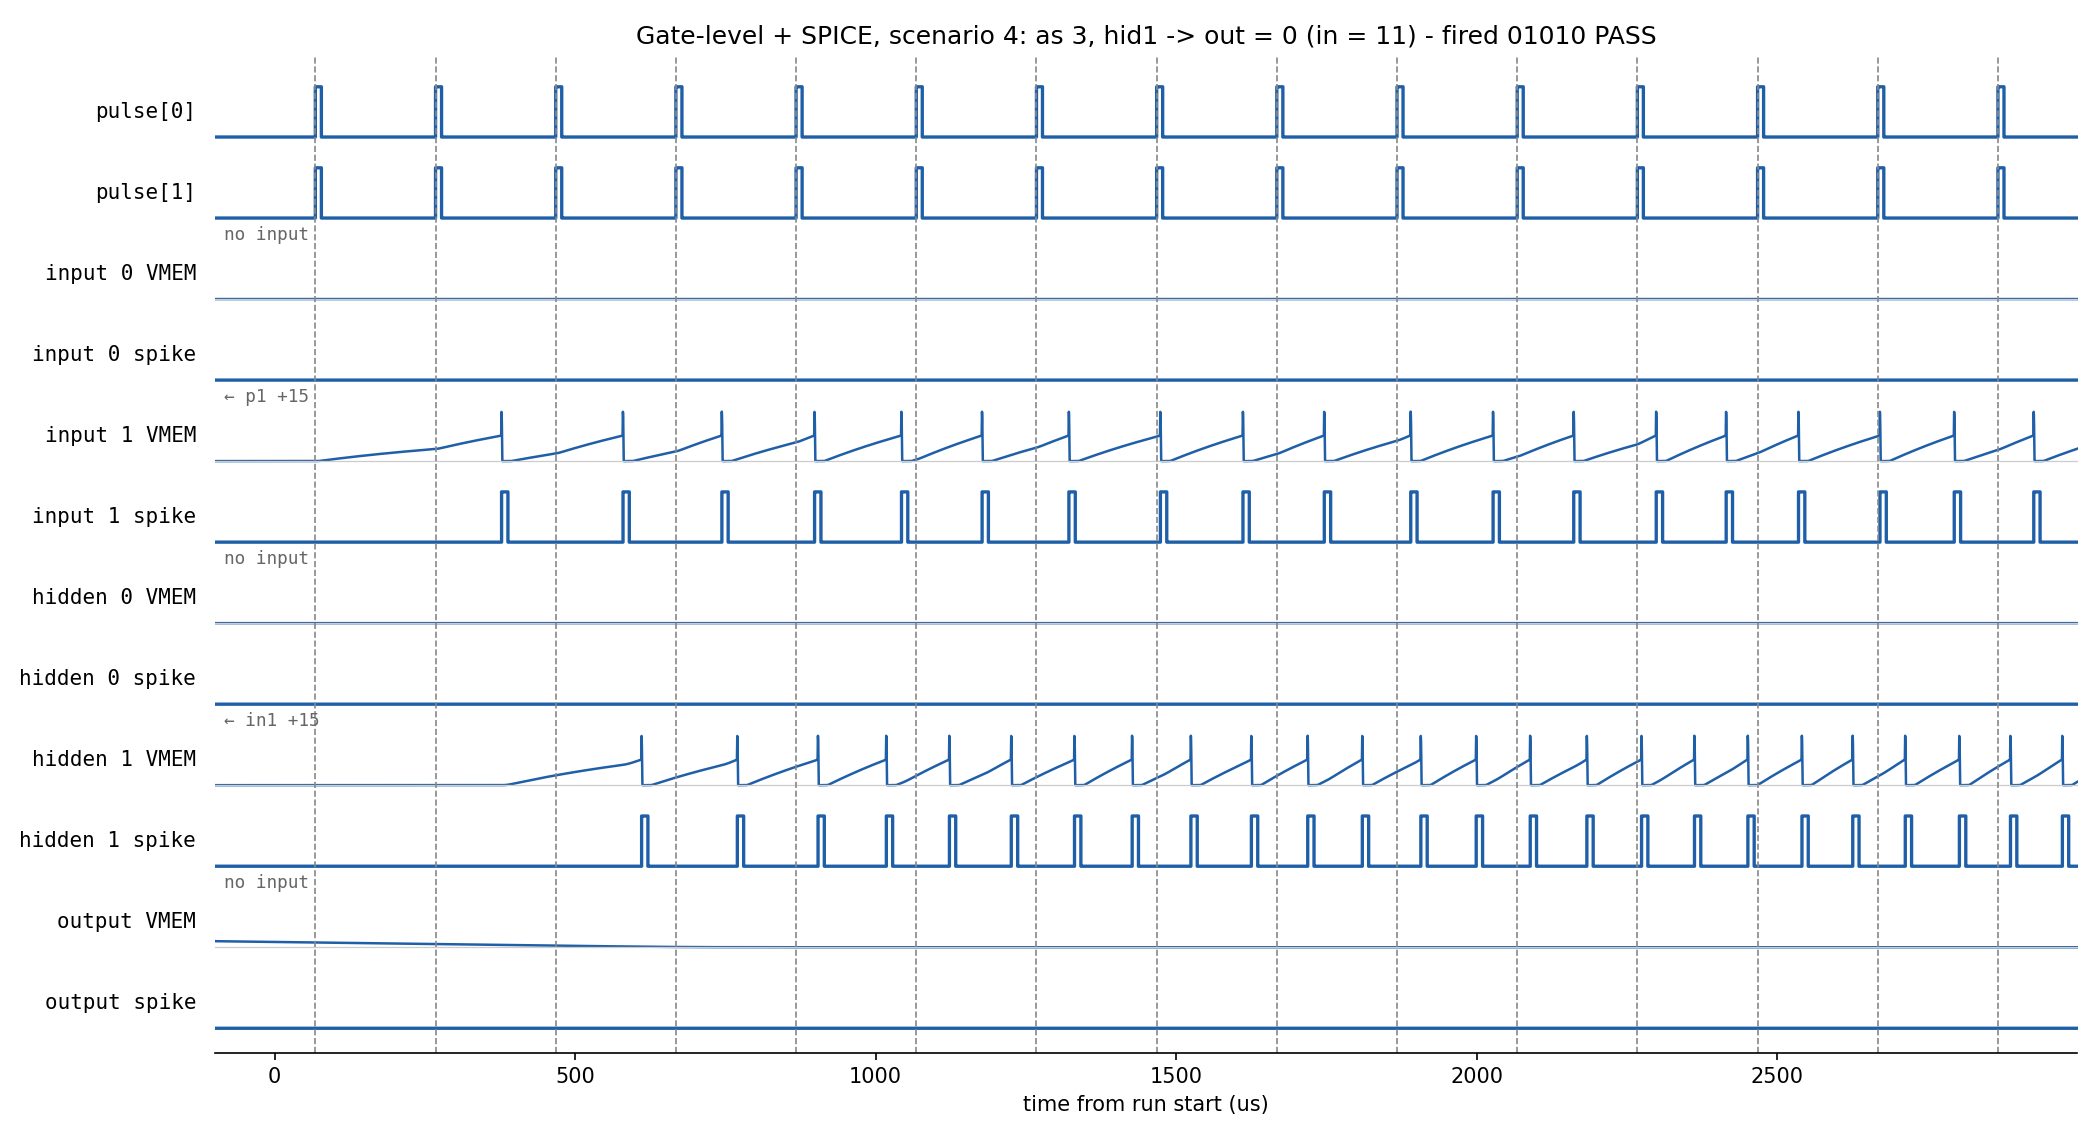 Gate-level + SPICE, scenario 4: as 3, hid1 -> out = 0 (in = 11) - fired 01010 PASS
pulse[0]
pulse[1]
no input
input 0 VMEM
input 0 spike
← p1 +15
input 1 VMEM
input 1 spike
no input
hidden 0 VMEM
hidden 0 spike
← in1 +15
hidden 1 VMEM
hidden 1 spike
no input
output VMEM
output spike
0 500 1000 1500 2000 2500
time from run start (us)